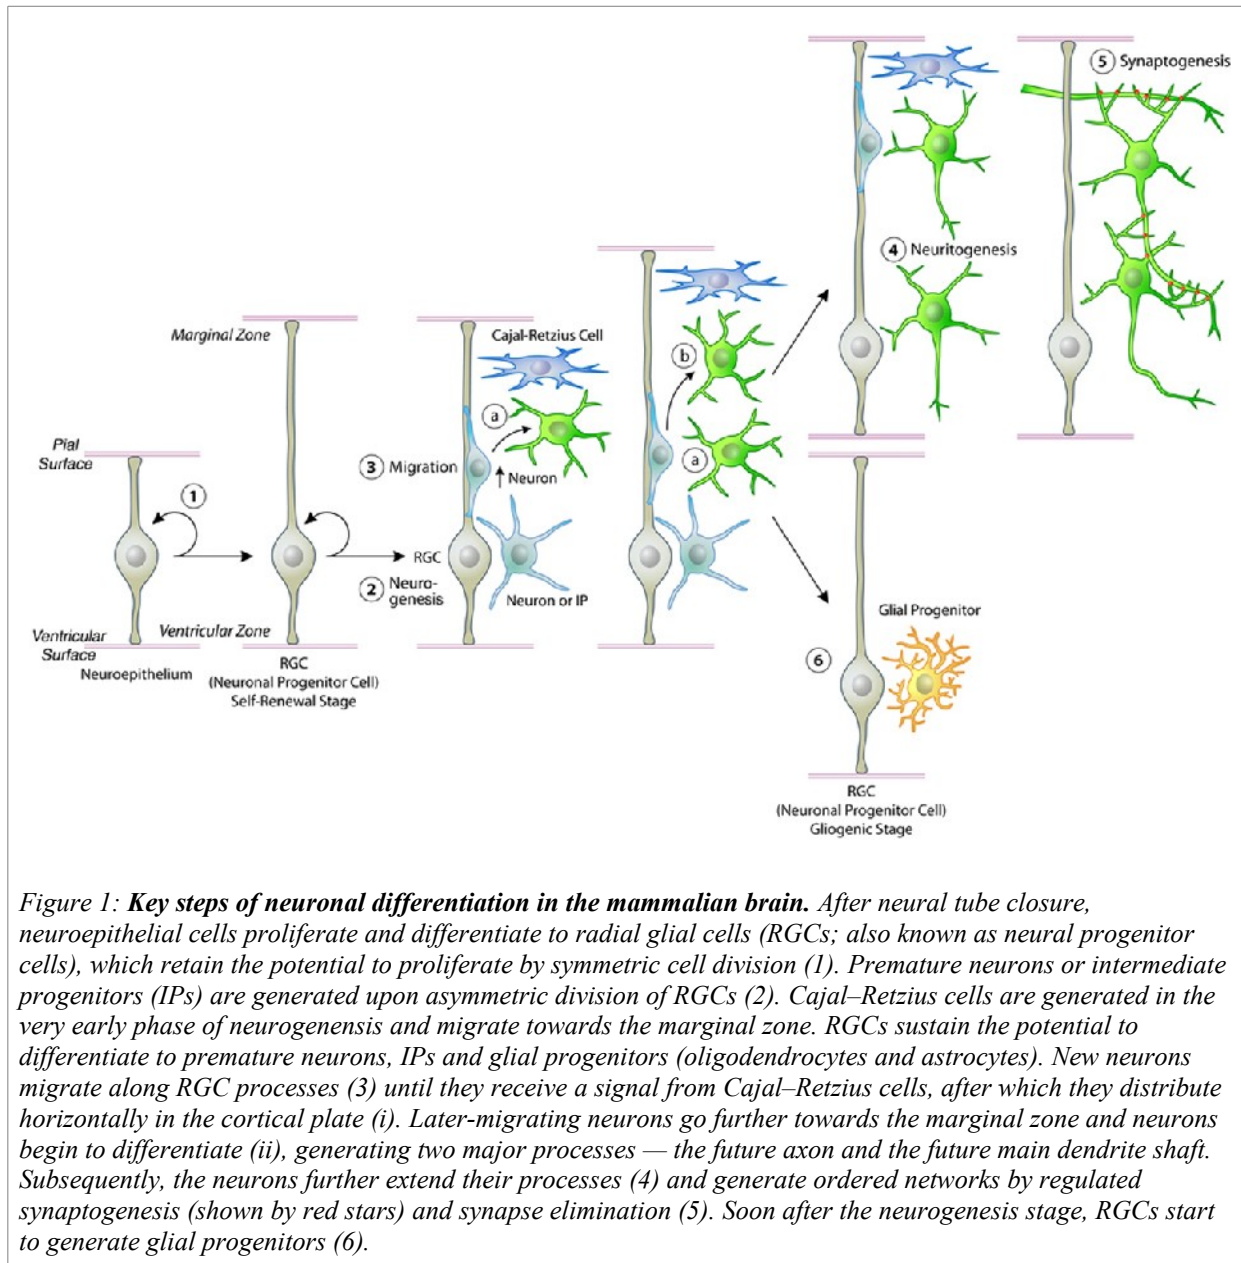 5 Synaptogenesis
4 Neuritogenesis
Marginal Zone
Cajal-Retzius Cell
b
a
a
Pial
Surface
3 Migration
Neuron
1
RGC
2 Neuro-
genesis
Neuron or IP
Glial Progenitor
Ventricular
Surface
Ventricular Zone
Neuroepithelium
RGC
(Neuronal Progenitor Cell)
Self-Renewal Stage
6
RGC
(Neuronal Progenitor Cell)
Gliogenic Stage
Figure 1: Key steps of neuronal differentiation in the mammalian brain. After neural tube closure,
neuroepithelial cells proliferate and differentiate to radial glial cells (RGCs; also known as neural progenitor
cells), which retain the potential to proliferate by symmetric cell division (1). Premature neurons or intermediate
progenitors (IPs) are generated upon asymmetric division of RGCs (2). Cajal–Retzius cells are generated in the
very early phase of neurogenensis and migrate towards the marginal zone. RGCs sustain the potential to
differentiate to premature neurons, IPs and glial progenitors (oligodendrocytes and astrocytes). New neurons
migrate along RGC processes (3) until they receive a signal from Cajal–Retzius cells, after which they distribute
horizontally in the cortical plate (i). Later-migrating neurons go further towards the marginal zone and neurons
begin to differentiate (ii), generating two major processes — the future axon and the future main dendrite shaft.
Subsequently, the neurons further extend their processes (4) and generate ordered networks by regulated
synaptogenesis (shown by red stars) and synapse elimination (5). Soon after the neurogenesis stage, RGCs start
to generate glial progenitors (6).